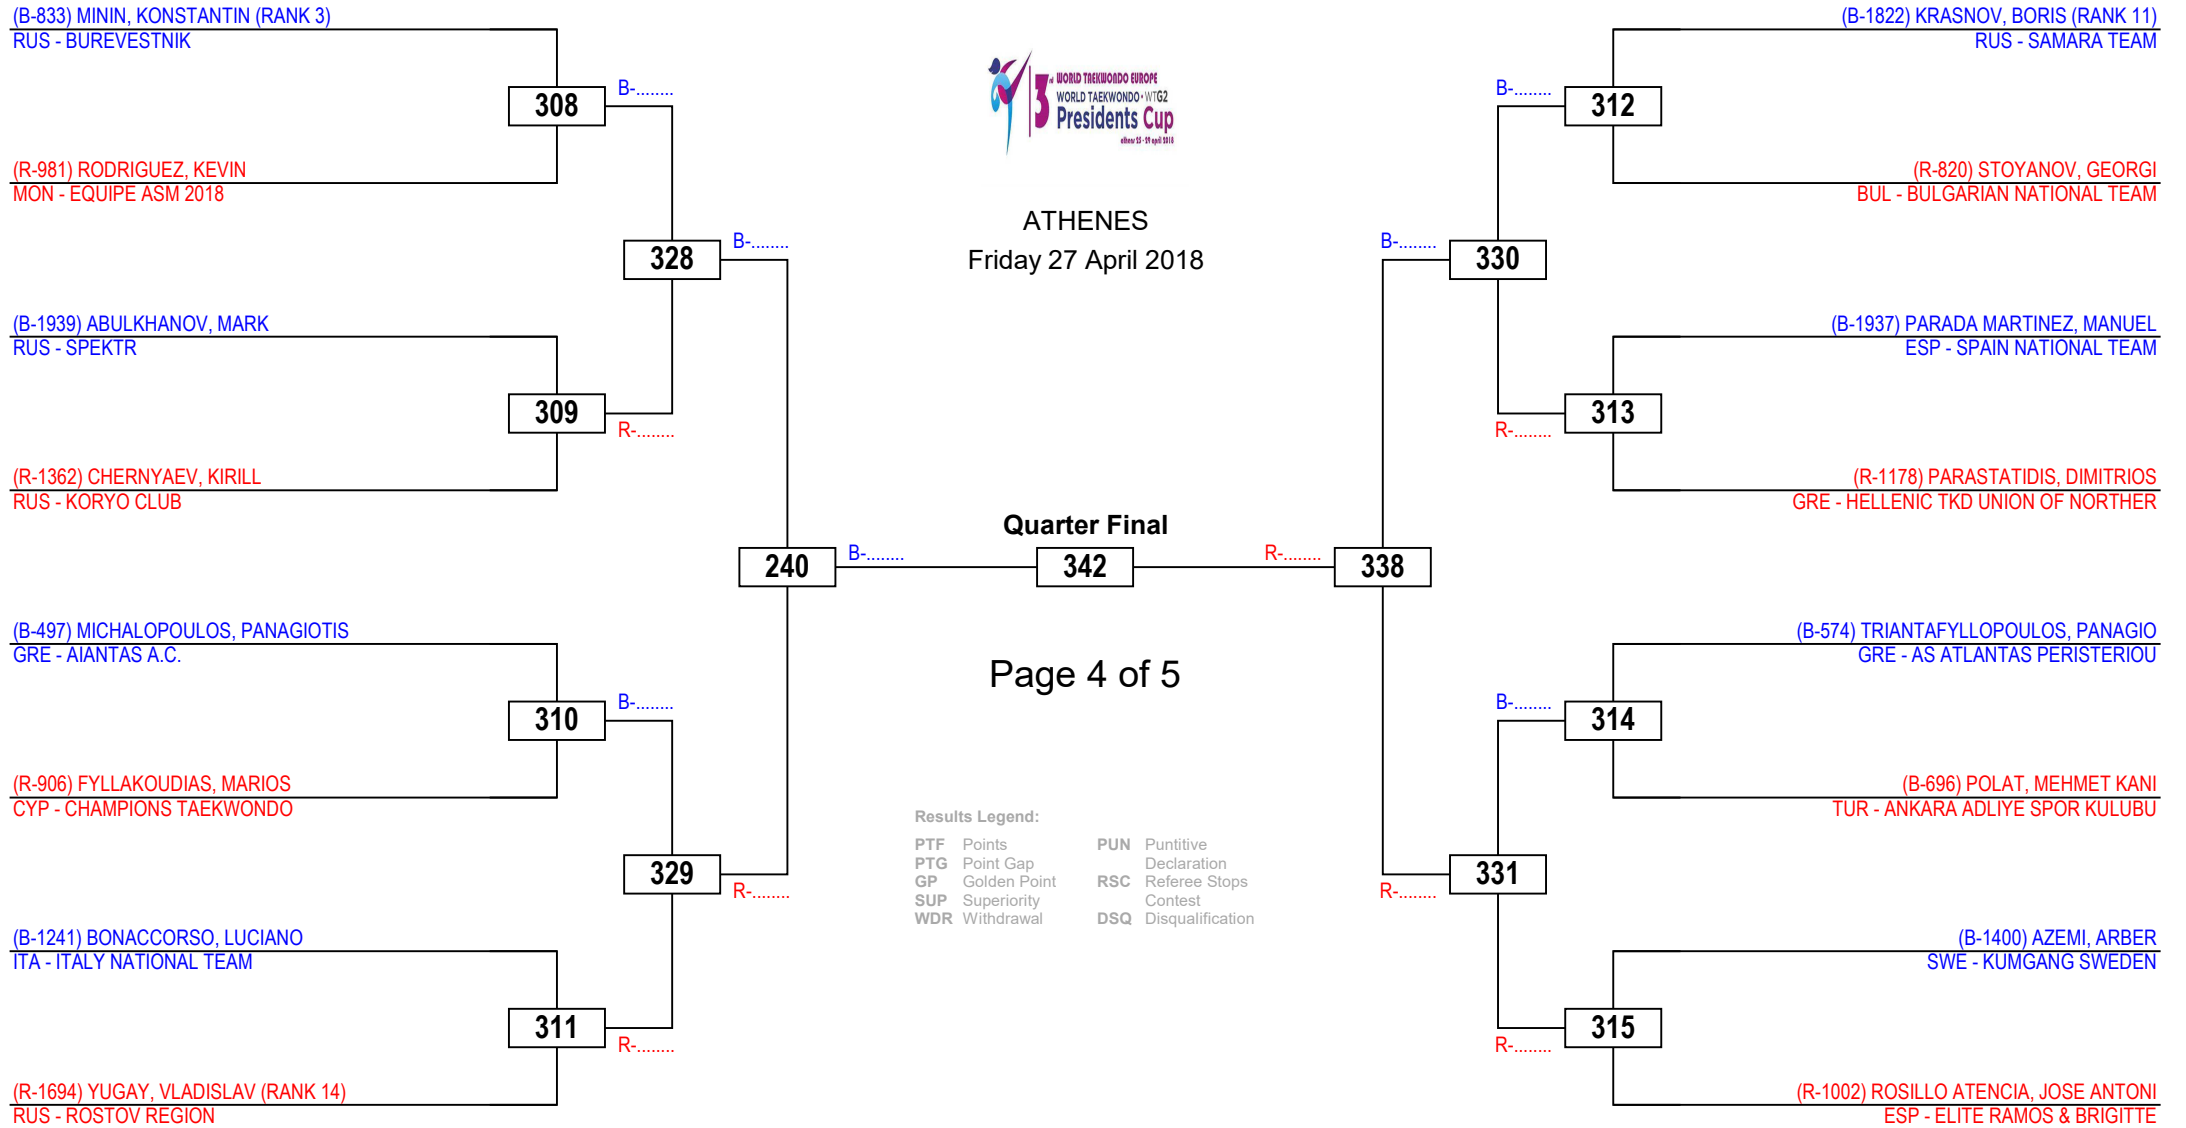 (B-833) MININ, KONSTANTIN (RANK 3)
RUS - BUREVESTNIK
308
B-........
(R-981) RODRIGUEZ, KEVIN
MON - EQUIPE ASM 2018
328
B-........
(B-1939) ABULKHANOV, MARK
RUS - SPEKTR
309
R-........
(R-1362) CHERNYAEV, KIRILL
RUS - KORYO CLUB
240
B-........
(B-497) MICHALOPOULOS, PANAGIOTIS
GRE - AIANTAS A.C.
310
B-........
(R-906) FYLLAKOUDIAS, MARIOS
CYP - CHAMPIONS TAEKWONDO
329
R-........
(B-1241) BONACCORSO, LUCIANO
ITA - ITALY NATIONAL TEAM
311
R-........
(R-1694) YUGAY, VLADISLAV (RANK 14)
RUS - ROSTOV REGION
3rd WORLD TAEKWONDO EUROPE
WORLD TAEKWONDO • WTG2
Presidents Cup
athens 25 - 29 april 2018
ATHENES
Friday 27 April 2018
Quarter Final
342
Page 4 of 5
Results Legend:
PTF Points
PTG Point Gap
GP Golden Point
SUP Superiority
WDR Withdrawal
PUN Puntitive
Declaration
RSC Referee Stops
Contest
DSQ Disqualification
(B-1822) KRASNOV, BORIS (RANK 11)
RUS - SAMARA TEAM
B-........
312
(R-820) STOYANOV, GEORGI
BUL - BULGARIAN NATIONAL TEAM
B-........
330
(B-1937) PARADA MARTINEZ, MANUEL
ESP - SPAIN NATIONAL TEAM
313
R-........
(R-1178) PARASTATIDIS, DIMITRIOS
GRE - HELLENIC TKD UNION OF NORTHER
R-........
338
(B-574) TRIANTAFYLLOPOULOS, PANAGIO
GRE - AS ATLANTAS PERISTERIOU
B-........
314
(B-696) POLAT, MEHMET KANI
TUR - ANKARA ADLIYE SPOR KULUBU
331
R-........
(B-1400) AZEMI, ARBER
SWE - KUMGANG SWEDEN
315
R-........
(R-1002) ROSILLO ATENCIA, JOSE ANTONI
ESP - ELITE RAMOS & BRIGITTE